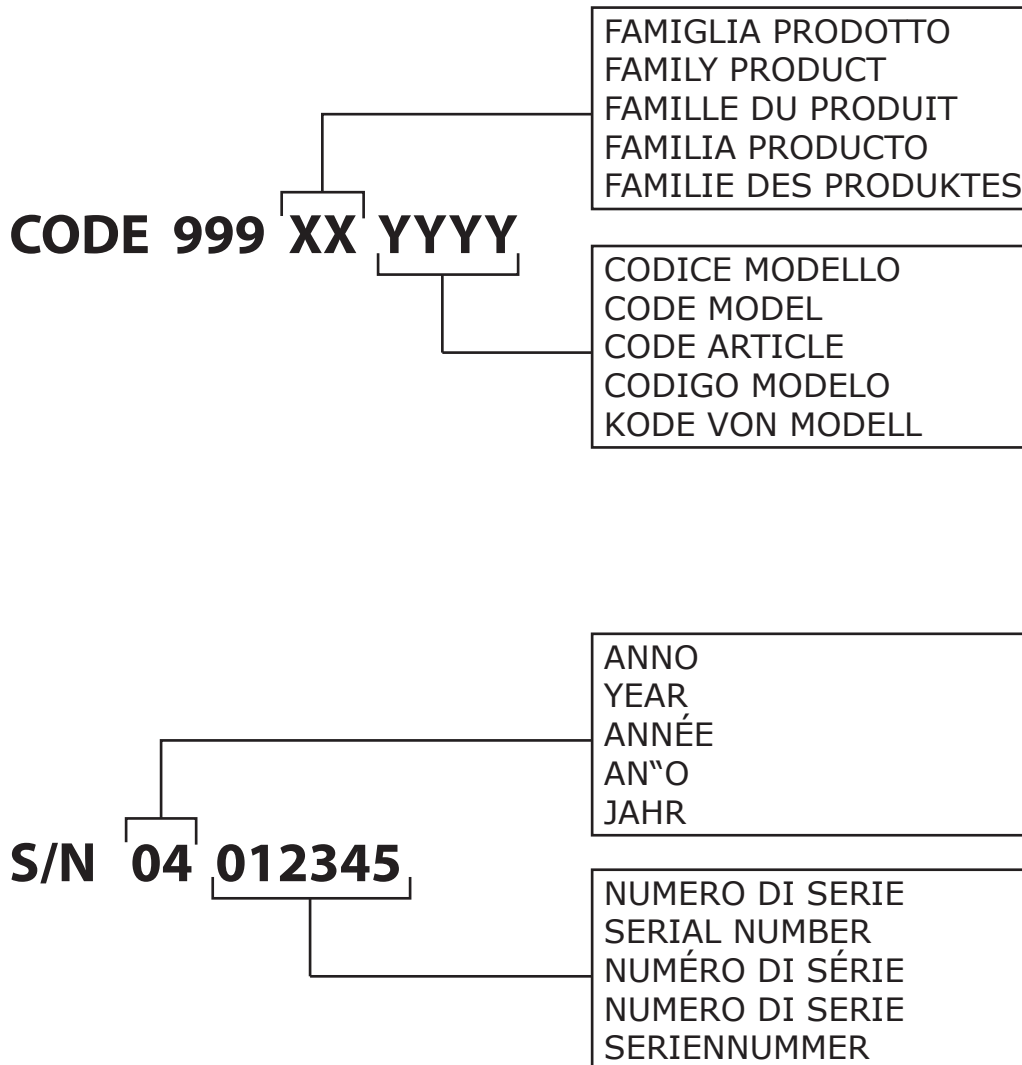 FAMIGLIA PRODOTTO
FAMILY PRODUCT
FAMILLE DU PRODUIT
FAMILIA PRODUCTO
FAMILIE DES PRODUKTES
CODE 999 XX YYYY
CODICE MODELLO
CODE MODEL
CODE ARTICLE
CODIGO MODELO
KODE VON MODELL
ANNO
YEAR
ANNÉE
AN“O
JAHR
S/N 04 012345
NUMERO DI SERIE
SERIAL NUMBER
NUMÉRO DI SÉRIE
NUMERO DI SERIE
SERIENNUMMER